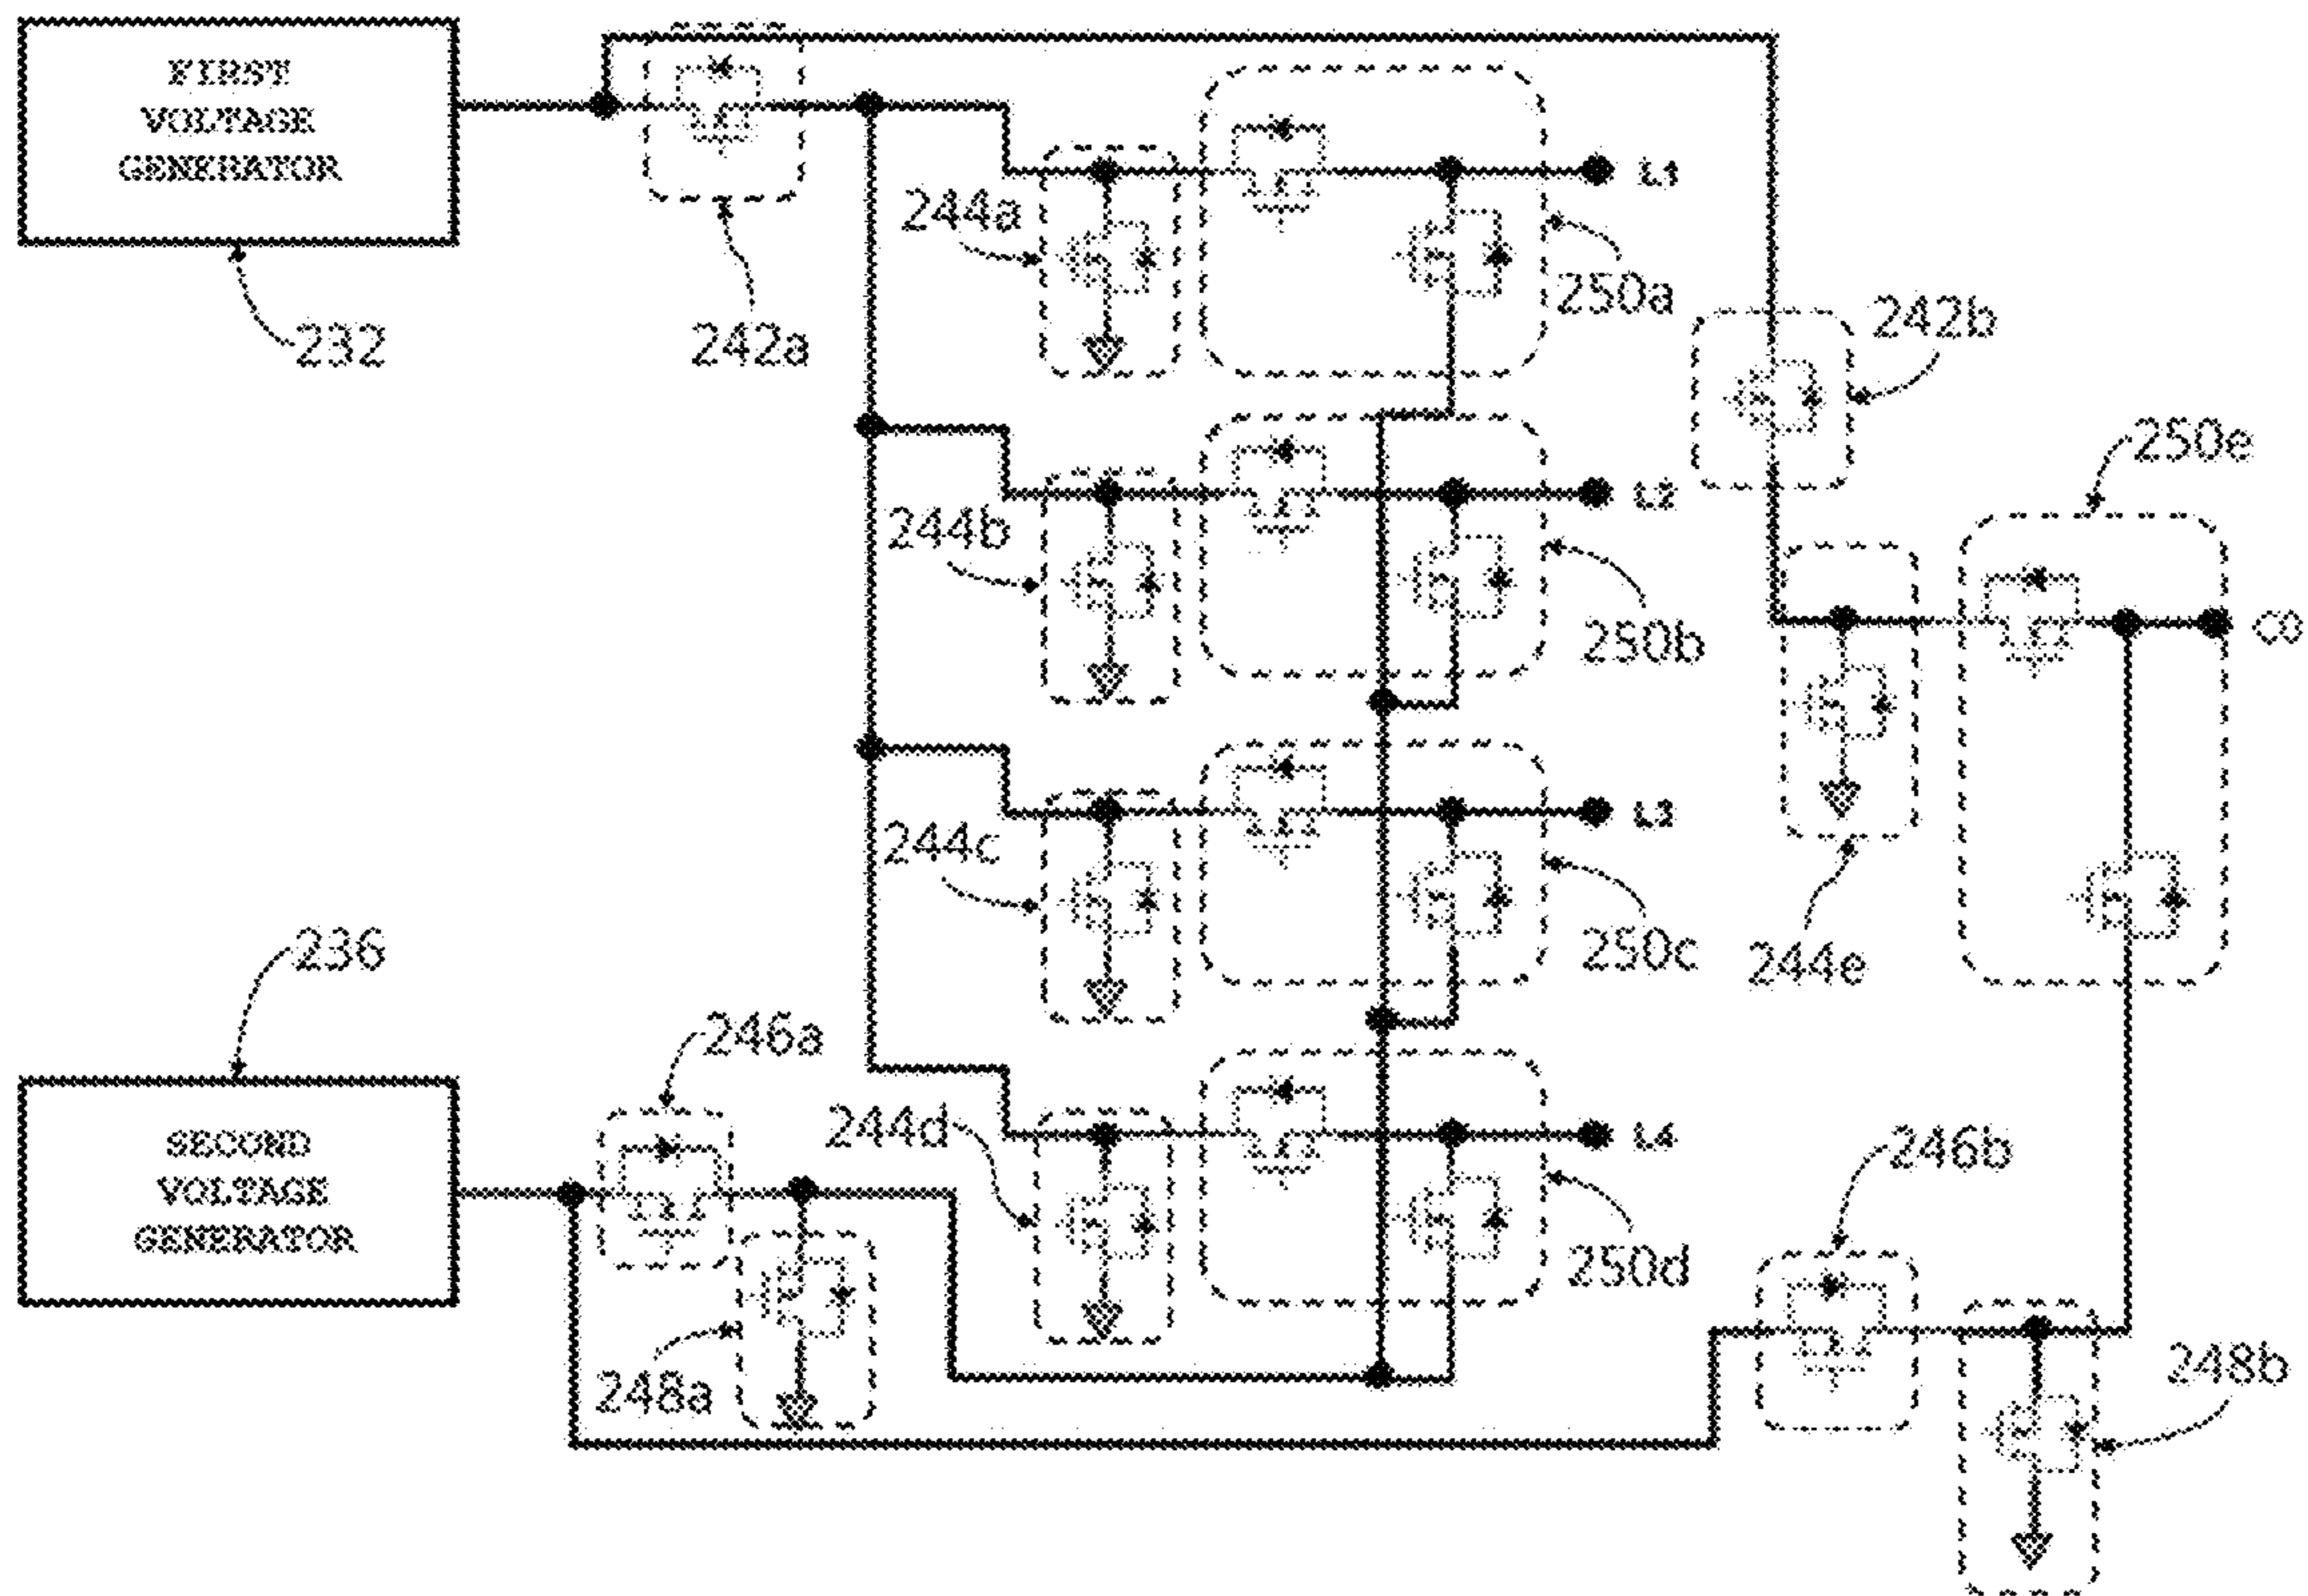 FIRST
VOLTAGE
GENERATOR
232
242a
244a
L1
250a
242b
250e
244b
L2
250b
244c
L3
250c
244e
236
246a
SECOND
VOLTAGE
GENERATOR
244d
L4
250d
246b
248a
248b